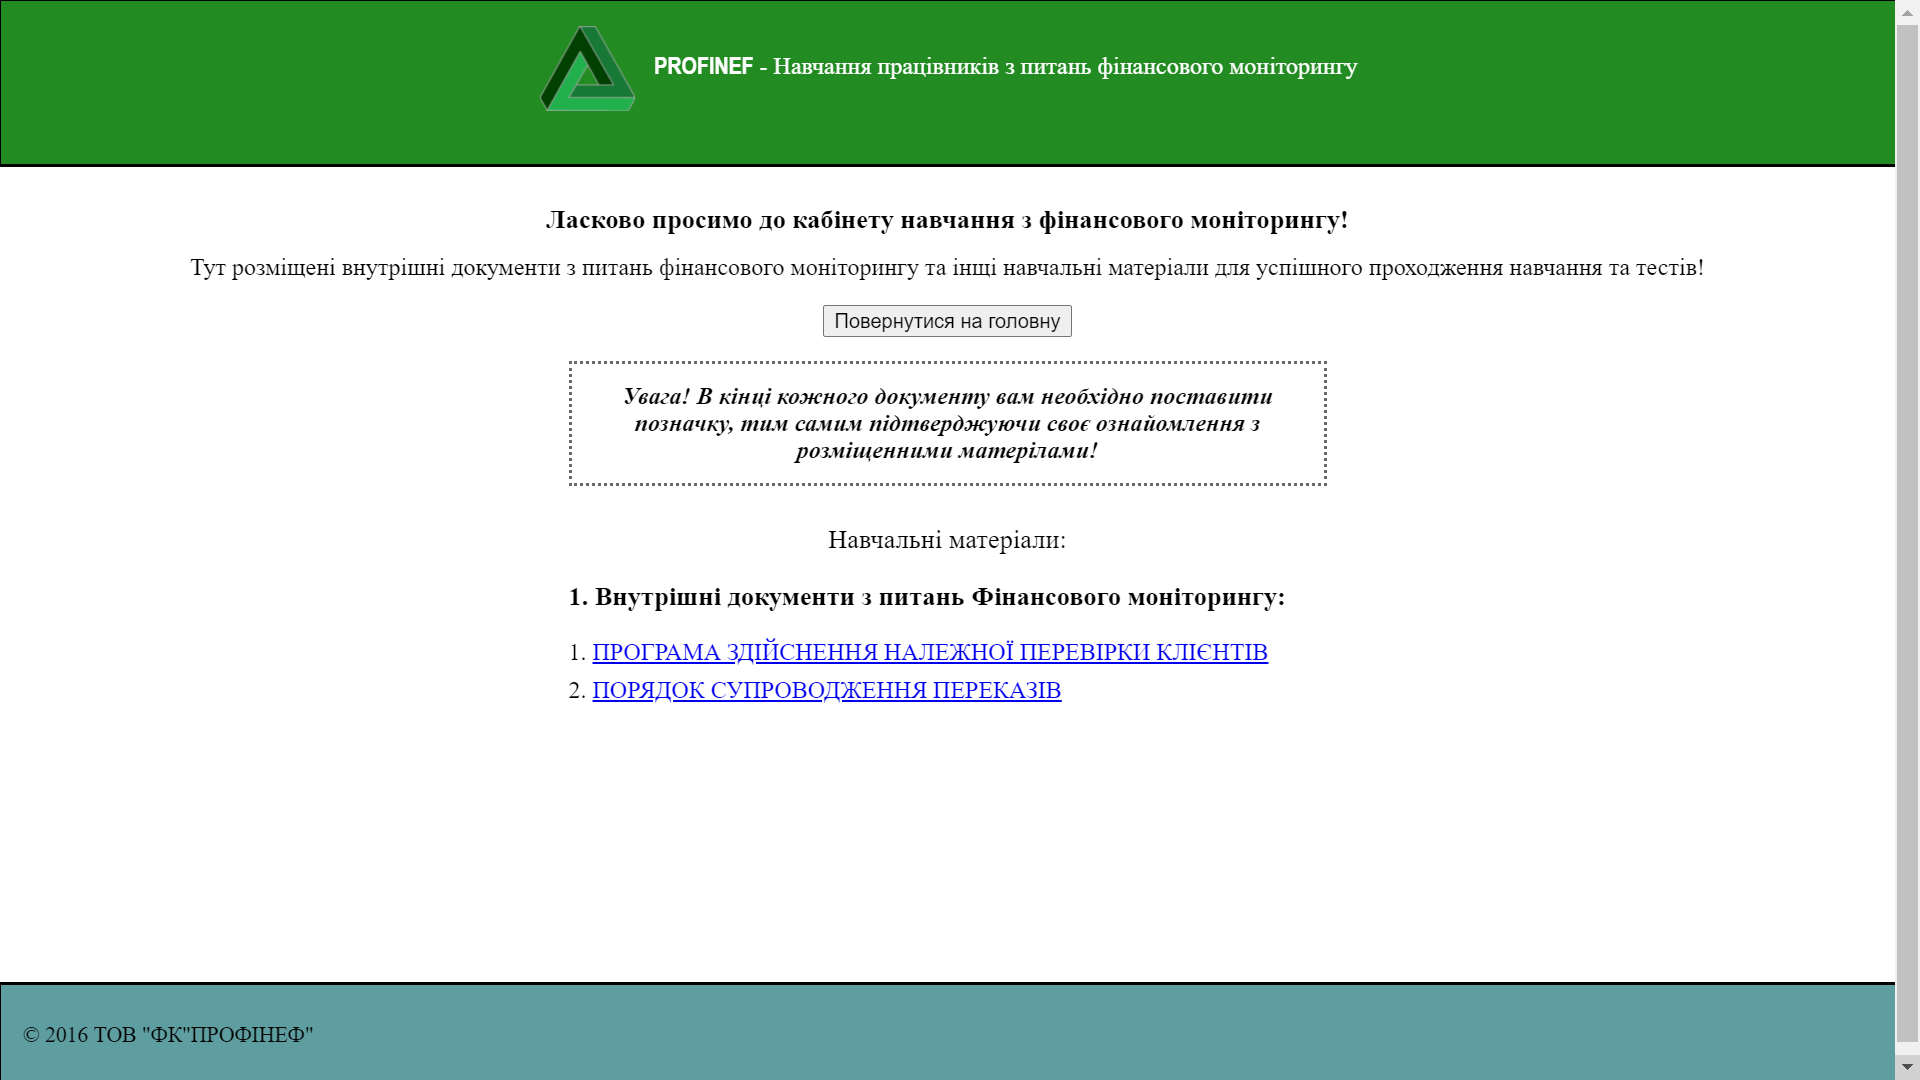 PROFINEF - Навчання працівників з питань фінансового моніторингу
Ласкаво просимо до кабінету навчання з фінансового моніторингу!
Тут розміщені внутрішні документи з питань фінансового моніторингу та інщі навчальні матеріали для успішного проходження навчання та тестів!
Повернутися на головну
Увага! В кінці кожного документу вам необхідно поставити
позначку, тим самим підтверджуючи своє ознайомлення з
розміщенними матерілами!
Навчальні матеріали:
1. Внутрішні документи з питань Фінансового моніторингу:
1. ПРОГРАМА ЗДІЙСНЕННЯ НАЛЕЖНОЇ ПЕРЕВІРКИ КЛІЄНТІВ
2. ПОРЯДОК СУПРОВОДЖЕННЯ ПЕРЕКАЗІВ
© 2016 ТОВ "ФК"ПРОФІНЕФ"